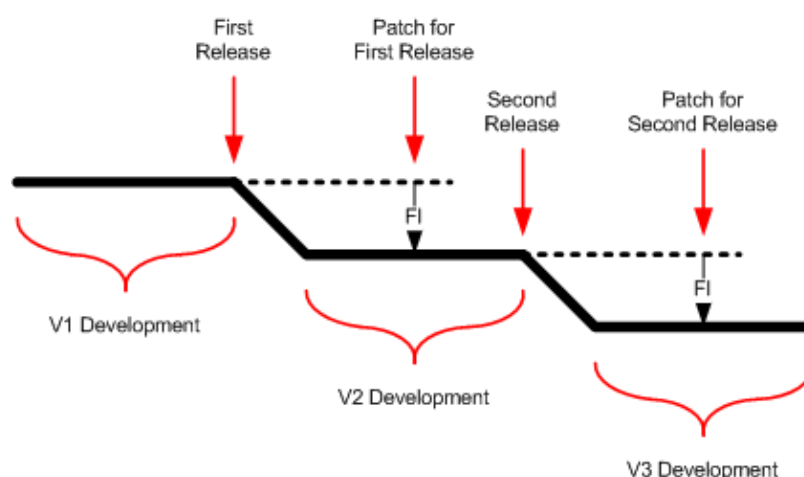 First
Release
Patch for
First Release
Second
Release
Patch for
Second Release
FI
FI
V1 Development
V2 Development
V3 Development